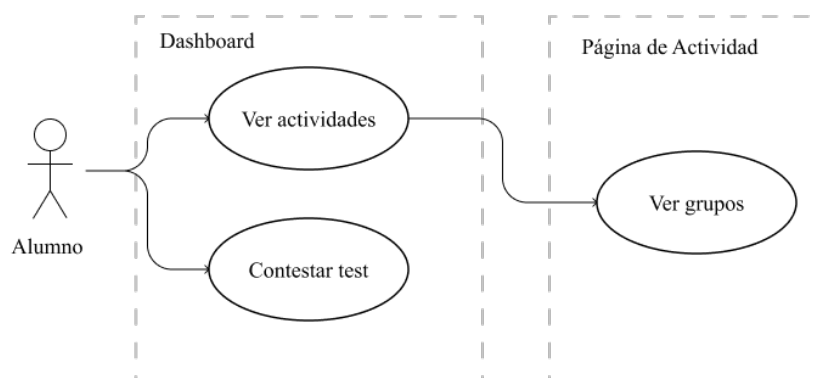 Dashboard
Página de Actividad
Ver actividades
Ver grupos
Alumno
Contestar test